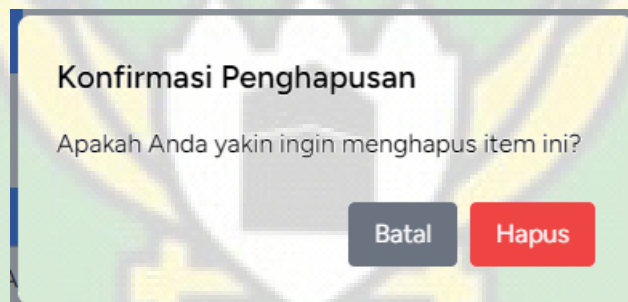 Konfirmasi Penghapusan
Apakah Anda yakin ingin menghapus item ini?
Batal
Hapus